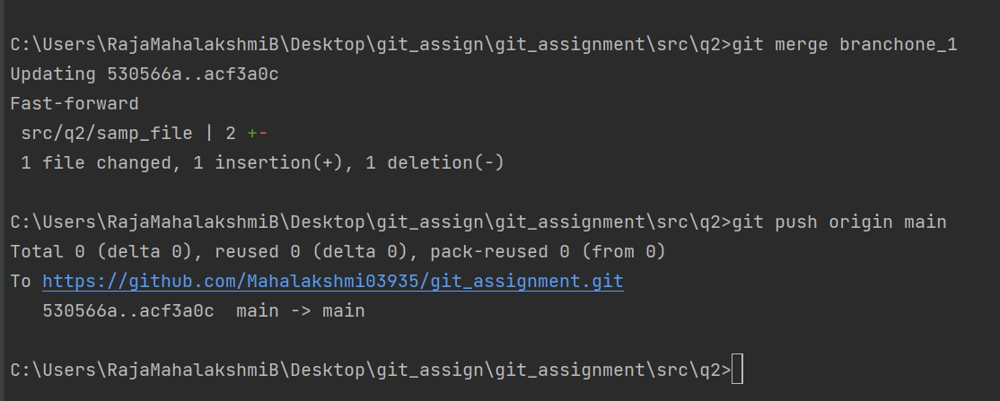 C:\Users\RajaMahalakshmiB\Desktop\git_assign\git_assignment\src\q2>git merge branchone_1
Updating 530566a..acf3a0c
Fast-forward
 src/q2/samp_file | 2 +-
 1 file changed, 1 insertion(+), 1 deletion(-)

C:\Users\RajaMahalakshmiB\Desktop\git_assign\git_assignment\src\q2>git push origin main
Total 0 (delta 0), reused 0 (delta 0), pack-reused 0 (from 0)
To https://github.com/Mahalakshmi03935/git_assignment.git
   530566a..acf3a0c  main -> main

C:\Users\RajaMahalakshmiB\Desktop\git_assign\git_assignment\src\q2>